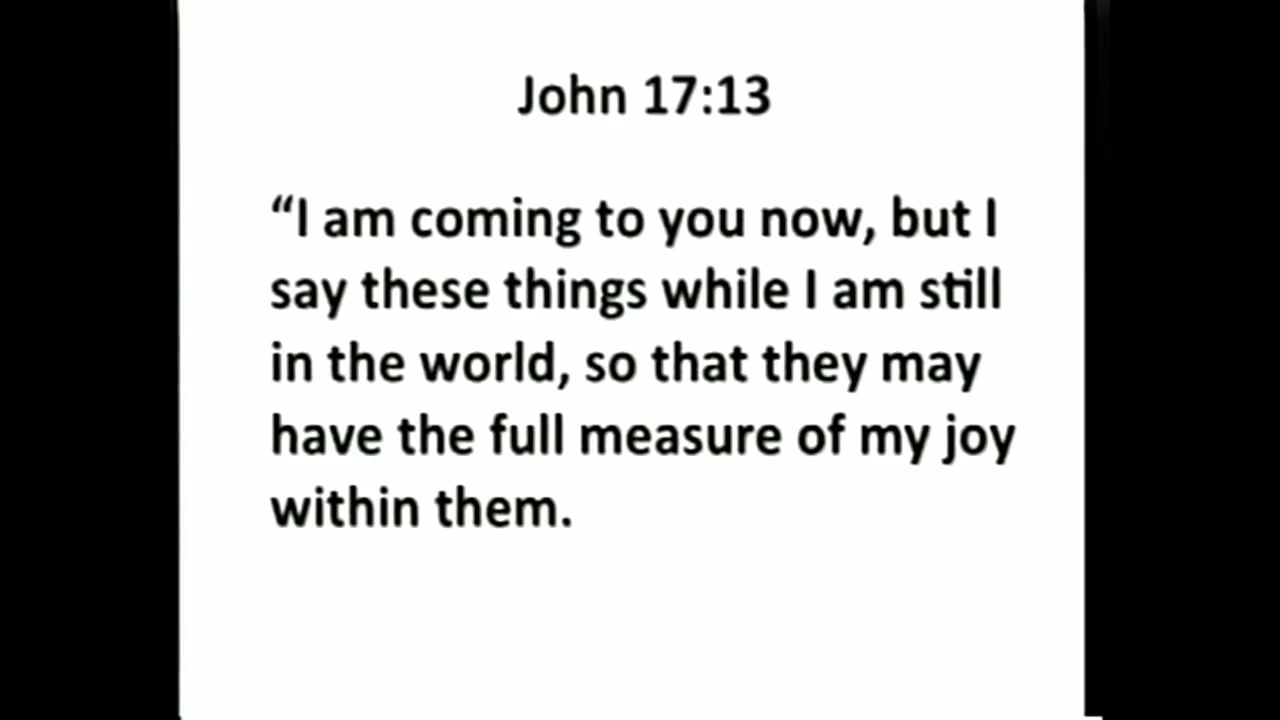 John 17:13
“I am coming to you now, but I
say these things while I am still
in the world, so that they may
have the full measure of my joy
within them.